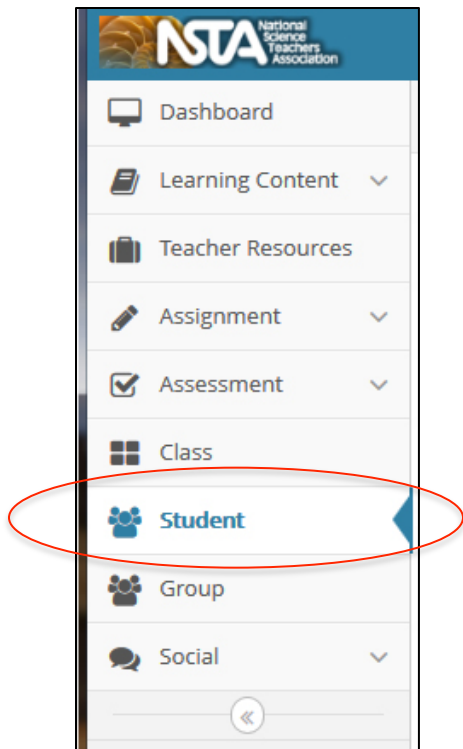 NSTA
National
Science
Teachers
Association
Dashboard
Learning Content
Teacher Resources
Assignment
Assessment
Class
Student
Group
Social